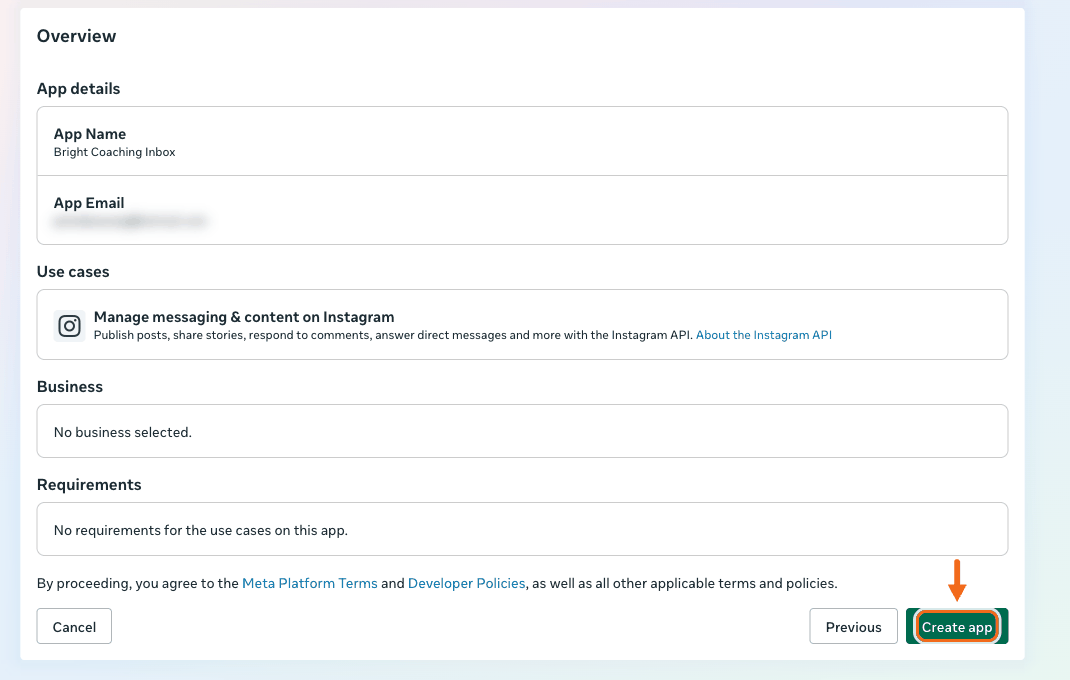 Overview
App details
App Name
Bright Coaching Inbox
App Email
Use cases
Manage messaging & content on Instagram
Publish posts, share stories, respond to comments, answer direct messages and more with the Instagram API. About the Instagram API
Business
No business selected.
Requirements
No requirements for the use cases on this app.
By proceeding, you agree to the Meta Platform Terms and Developer Policies, as well as all other applicable terms and policies.
Cancel
Previous
Create app